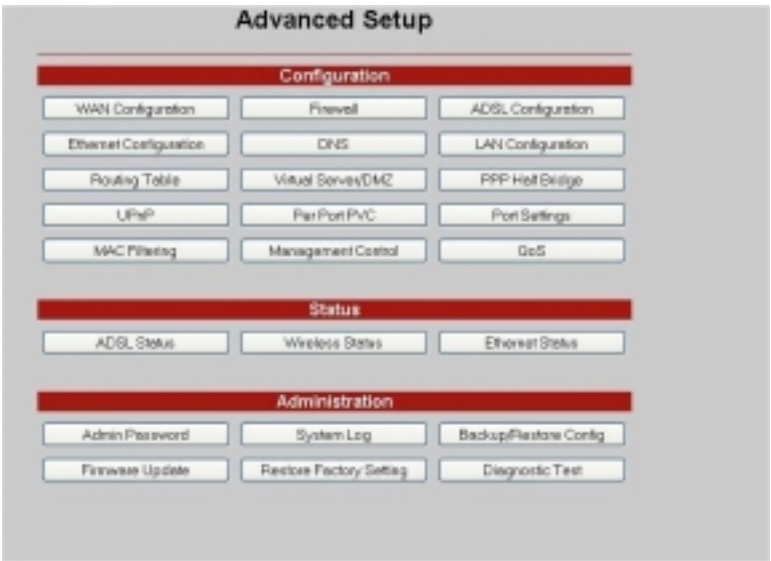 Advanced Setup
Configuration
WAN Configuration Firewall ADSL Configuration
Ethernet Configuration DNS LAN Configuration
Routing Table Virtual Server/DMZ PPP Half Bridge
UPnP Per Port PVC Port Settings
MAC Filtering Management Control QoS
Status
ADSL Status Wireless Status Ethernet Status
Administration
Admin Password System Log Backup/Restore Config
Firmware Update Restore Factory Setting Diagnostic Test